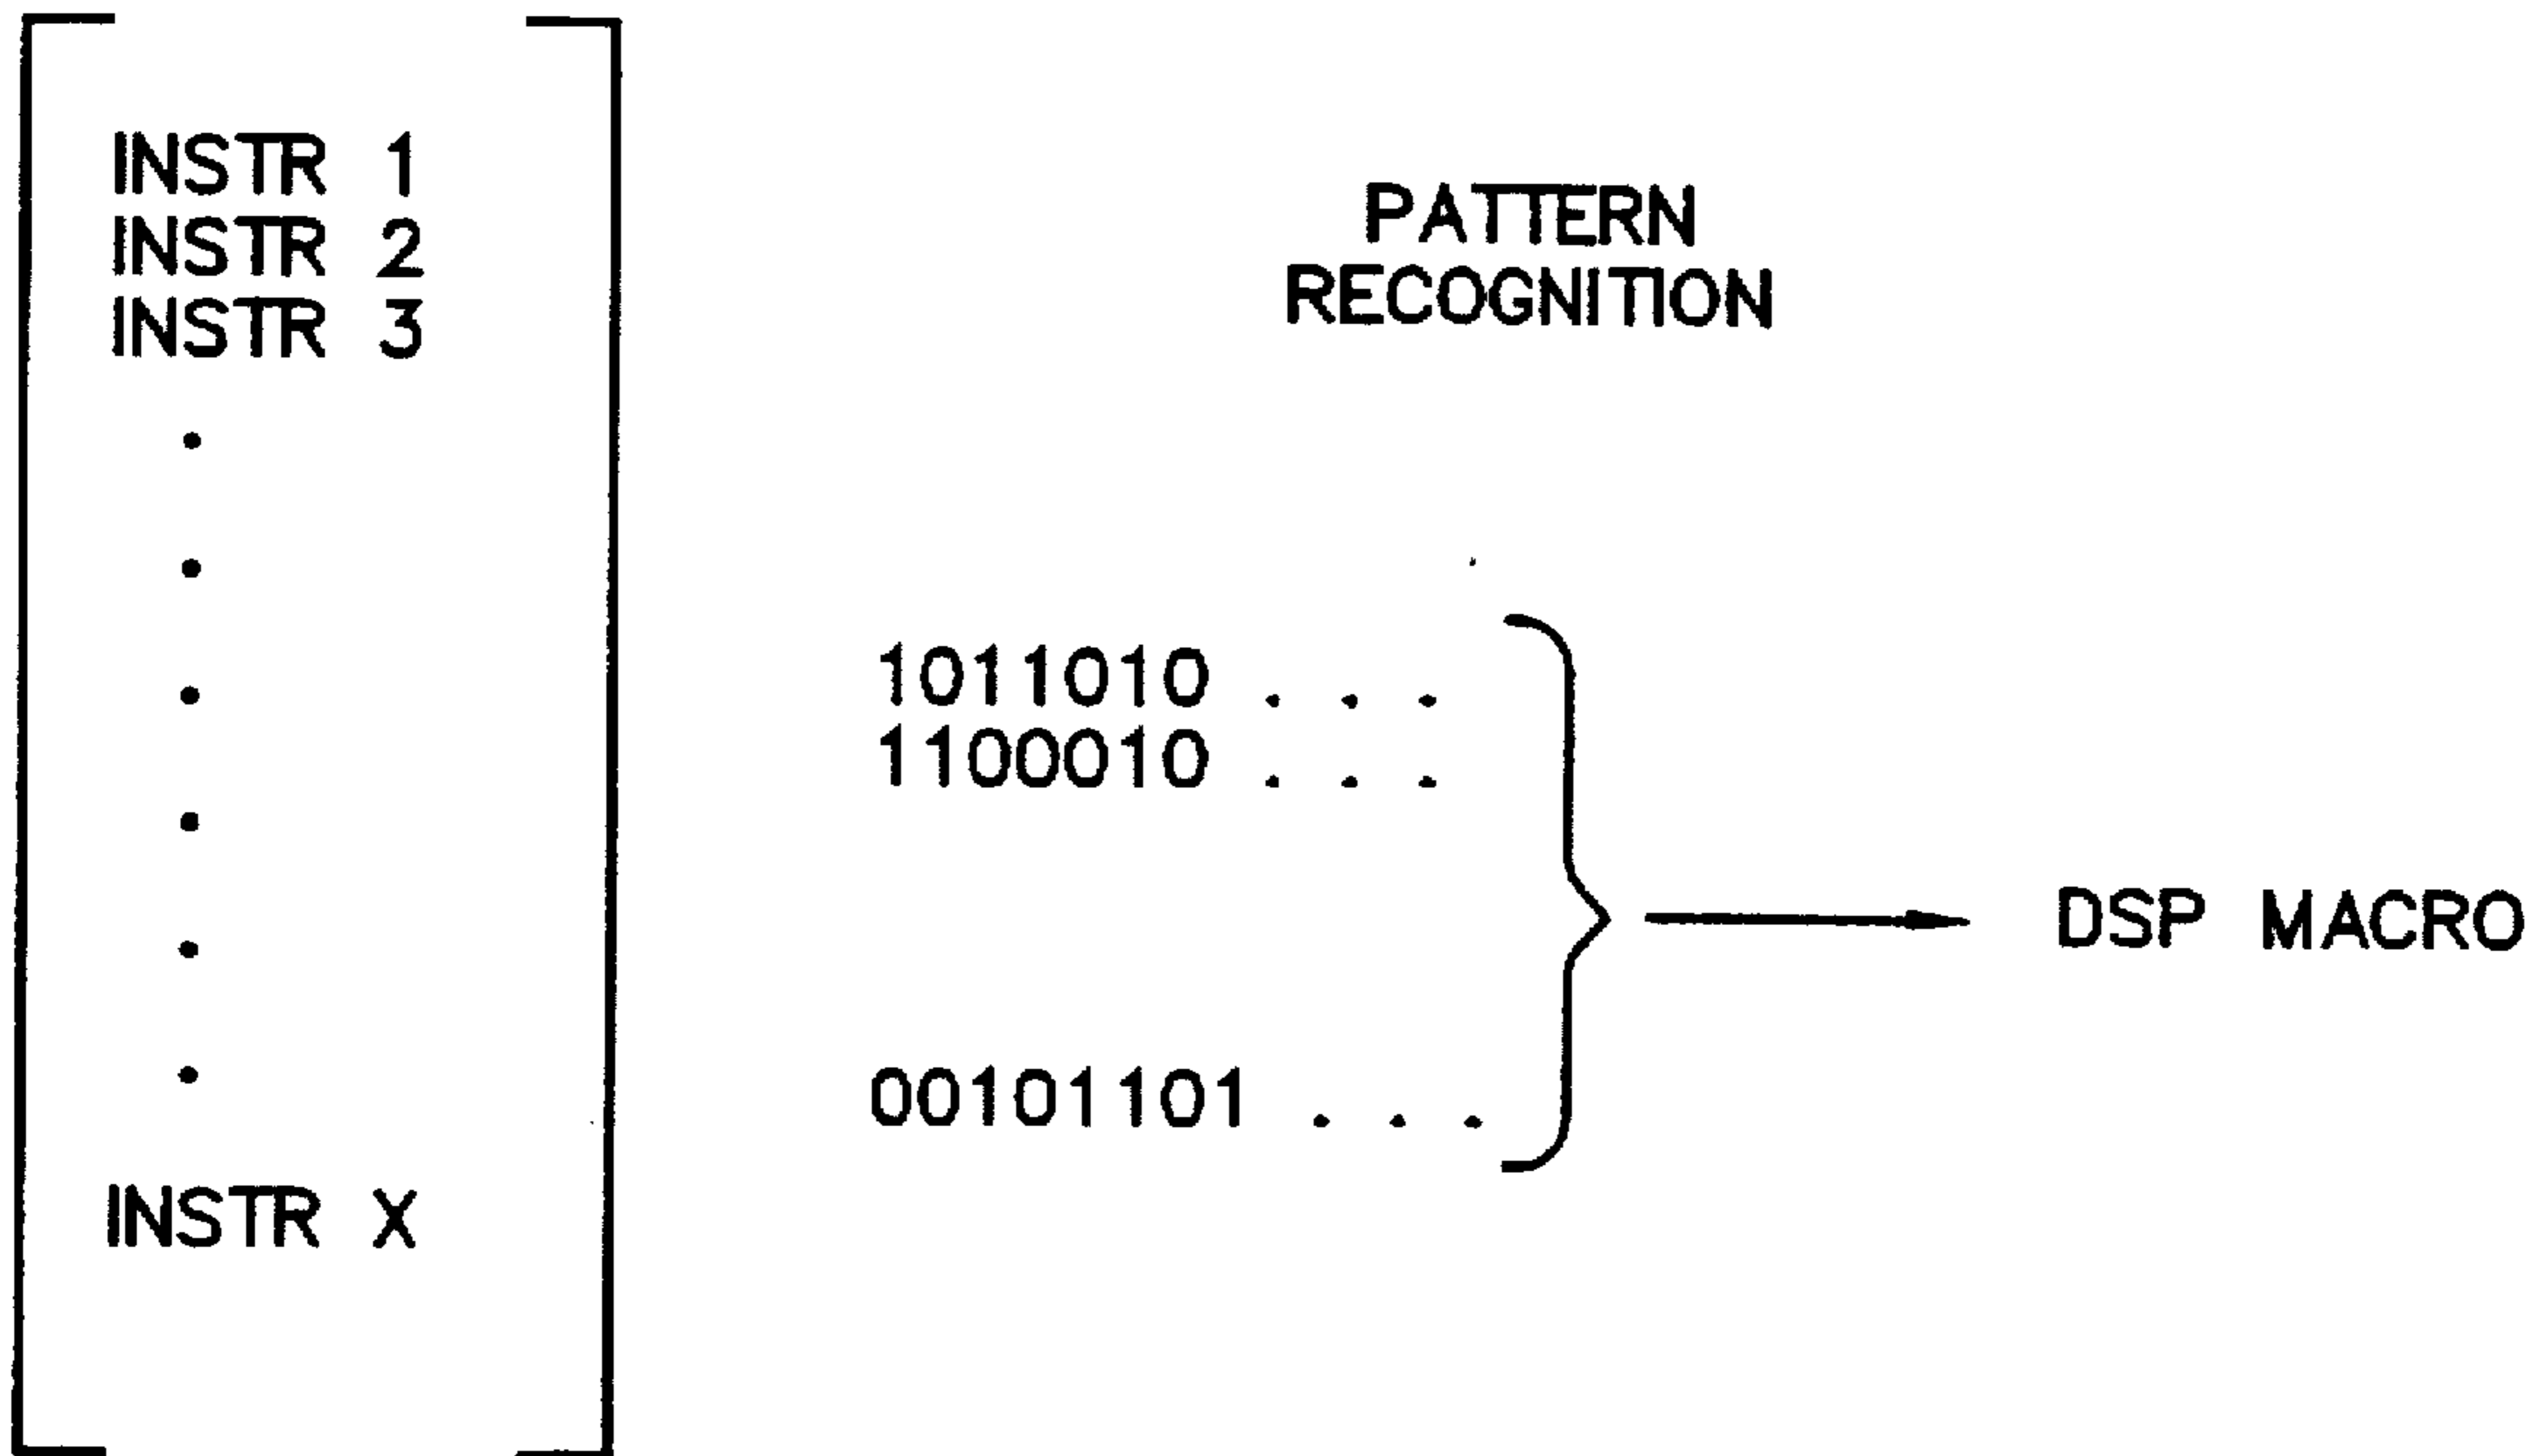 INSTR 1
INSTR 2
INSTR 3
.
.
.
.
.
.
INSTR X
PATTERN
RECOGNITION
1011010 . . .
1100010 . . .
00101101 . . .
DSP MACRO